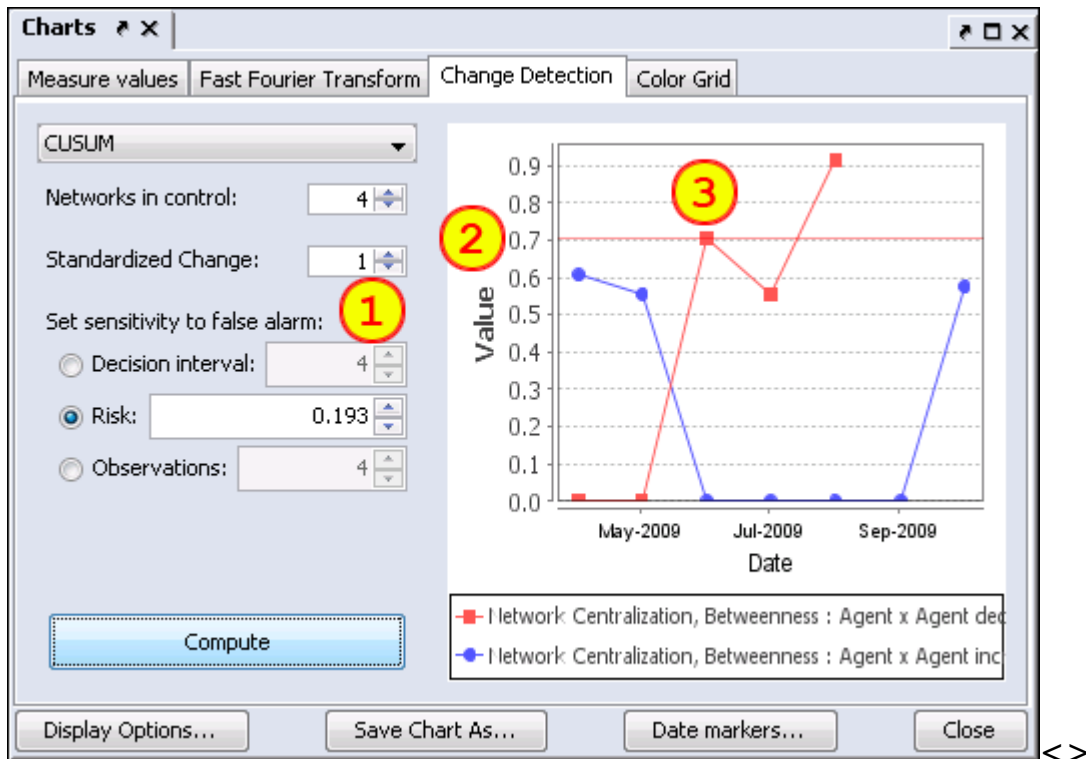 Charts
Measure values Fast Fourier Transform Change Detection Color Grid
CUSUM
Networks in control: 4
Standardized Change: 1
Set sensitivity to false alarm:
Decision interval: 4
Risk: 0.193
Observations: 4
Compute
1
2
3
Value
0.9
0.8
0.7
0.6
0.5
0.4
0.3
0.2
0.1
0.0
May-2009 Jul-2009 Sep-2009
Date
Network Centralization, Betweenness : Agent x Agent dec
Network Centralization, Betweenness : Agent x Agent inc
Display Options... Save Chart As... Date markers... Close
<>